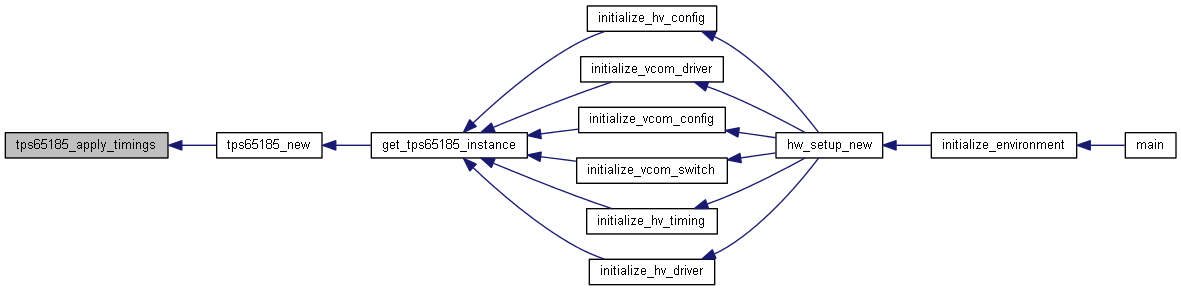 initialize_hv_config
initialize_vcom_driver
initialize_vcom_config
tps65185_apply_timings
tps65185_new
get_tps65185_instance
hw_setup_new
initialize_environment
main
initialize_vcom_switch
initialize_hv_timing
initialize_hv_driver